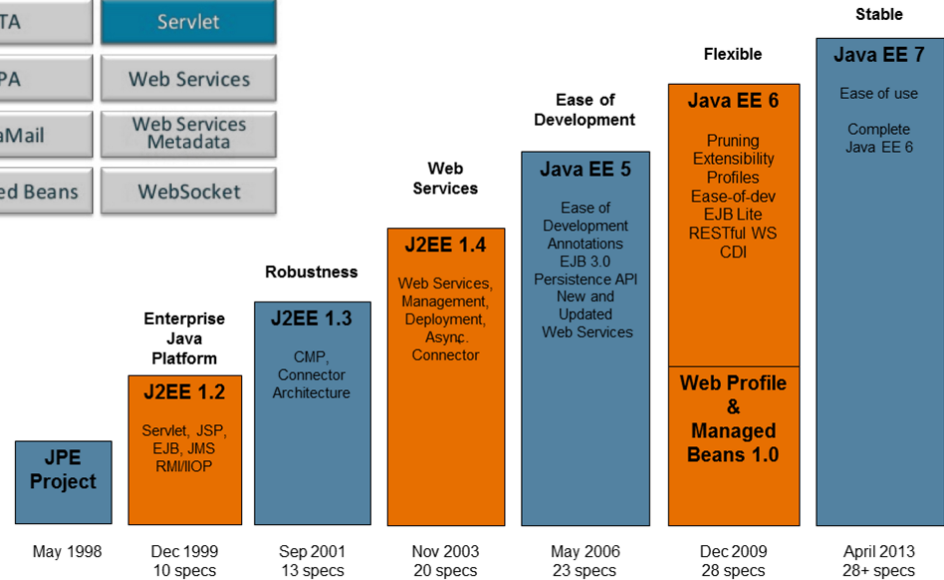 TA
Servlet
PA
Web Services
aMail
Web Services
Metadata
ed Beans
WebSocket
JPE
Project
May 1998
Enterprise
Java
Platform
J2EE 1.2
Servlet, JSP,
EJB, JMS
RMI/IIOP
Dec 1999
10 specs
Robustness
J2EE 1.3
CMP,
Connector
Architecture
Sep 2001
13 specs
Web
Services
J2EE 1.4
Web Services,
Management,
Deployment,
Async.
Connector
Nov 2003
20 specs
Ease of
Development
Java EE 5
Ease of
Development
Annotations
EJB 3.0
Persistence API
New and
Updated
Web Services
May 2006
23 specs
Flexible
Java EE 6
Pruning
Extensibility
Profiles
Ease-of-dev
EJB Lite
RESTful WS
CDI
Web Profile
&
Managed
Beans 1.0
Dec 2009
28 specs
Stable
Java EE 7
Ease of use
Complete
Java EE 6
April 2013
28+ specs